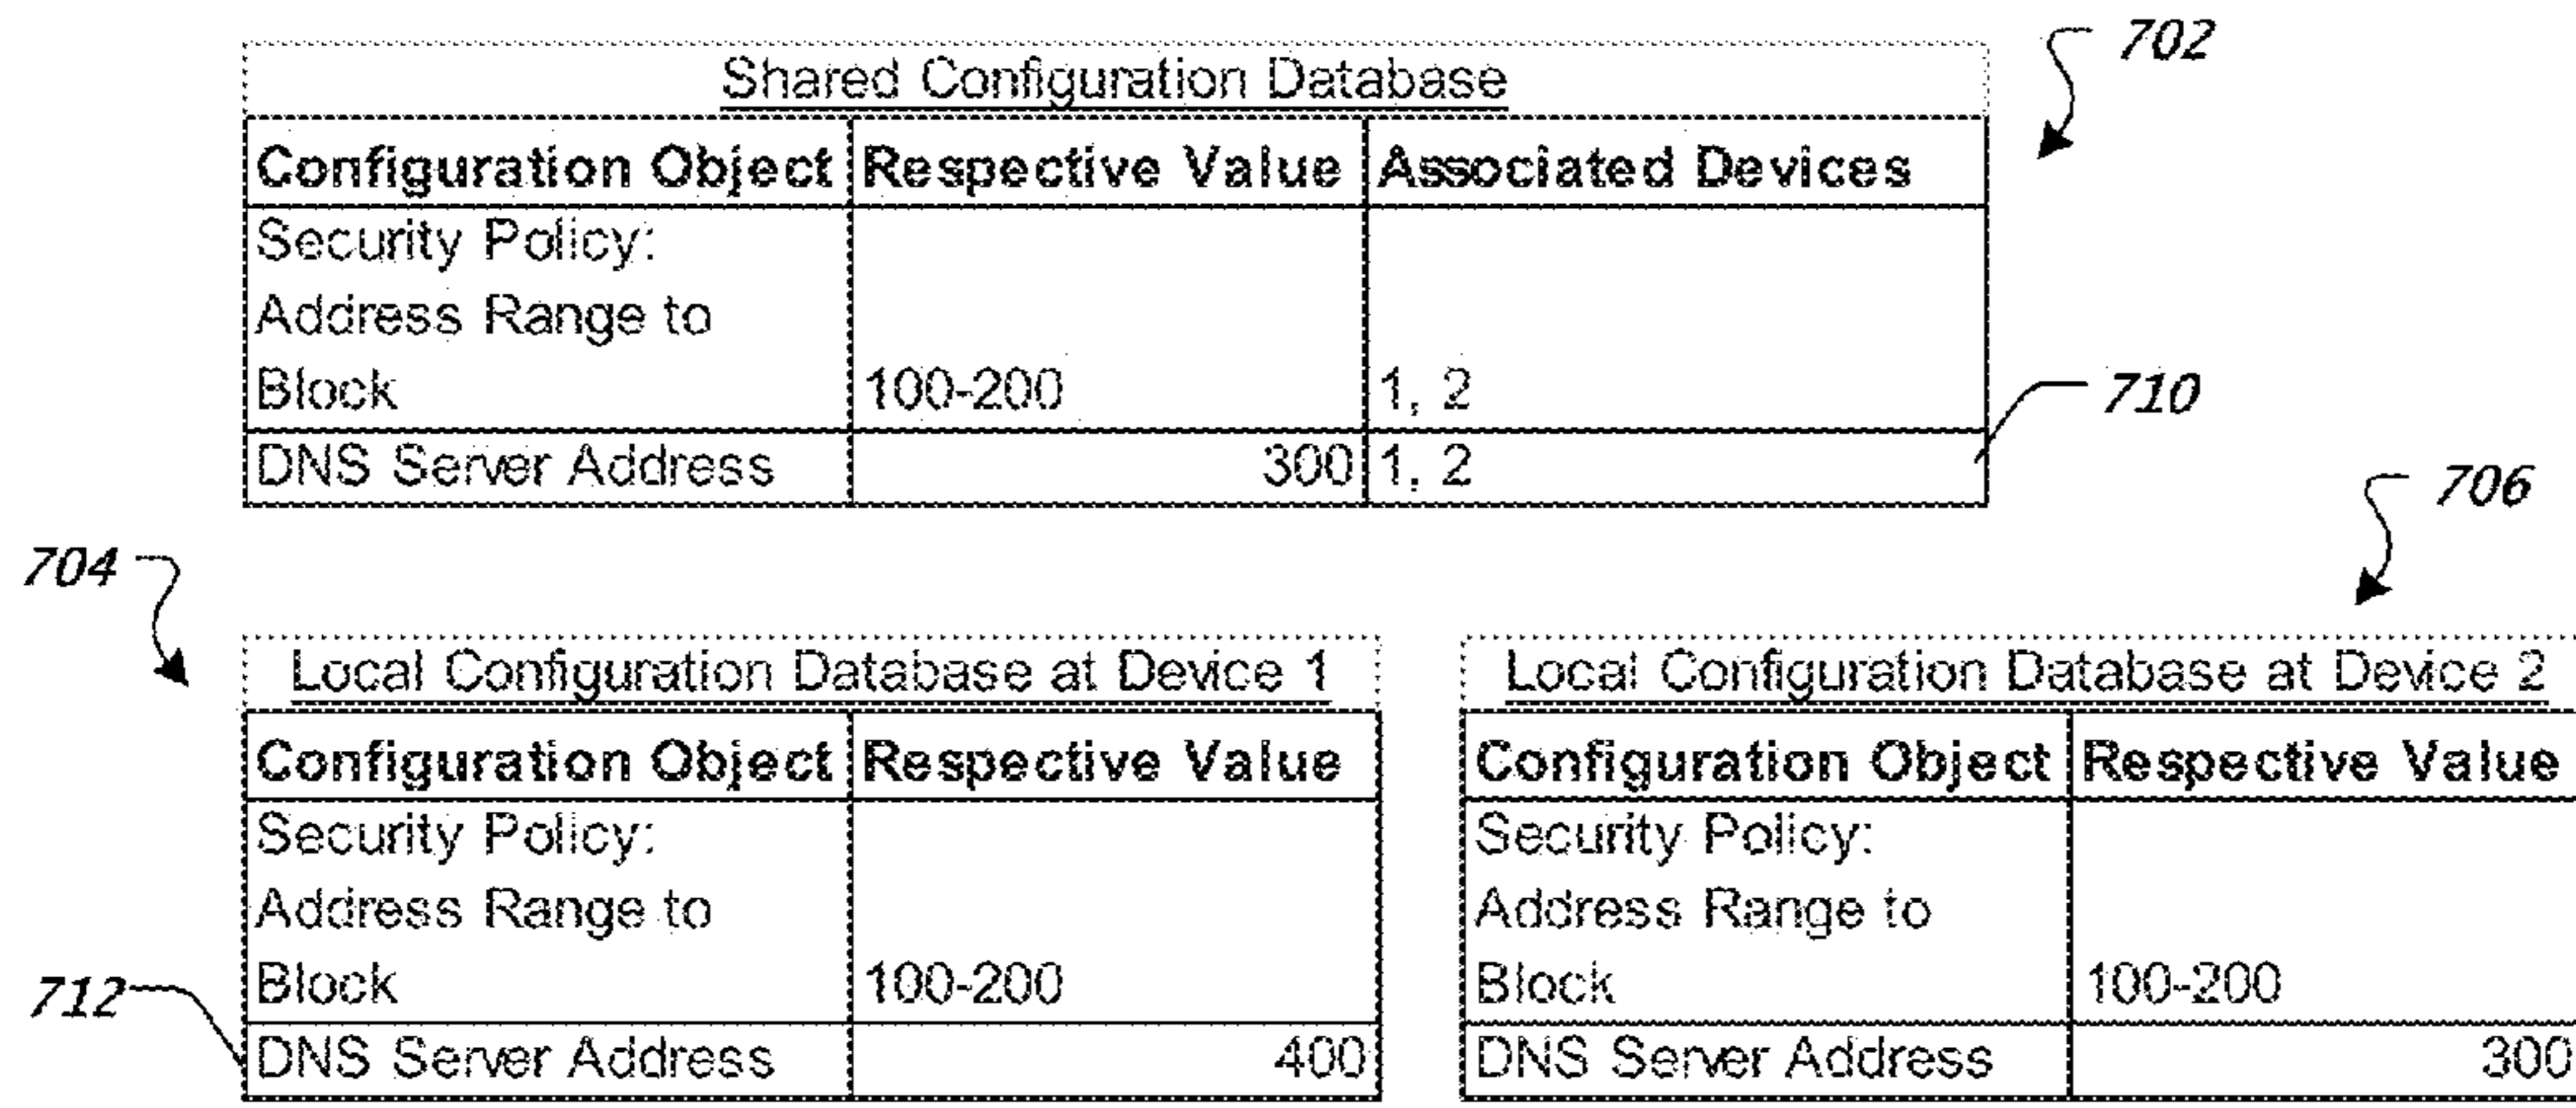 702
Shared Configuration Database
Configuration Object Respective Value Associated Devices
Security Policy:
Address Range to
Block 100-200 1, 2
710
DNS Server Address 300 1, 2
706
704
Local Configuration Database at Device 1
Configuration Object Respective Value
Security Policy:
Address Range to
Block 100-200
712
DNS Server Address 400
Local Configuration Database at Device 2
Configuration Object Respective Value
Security Policy:
Address Range to
Block 100-200
DNS Server Address 300